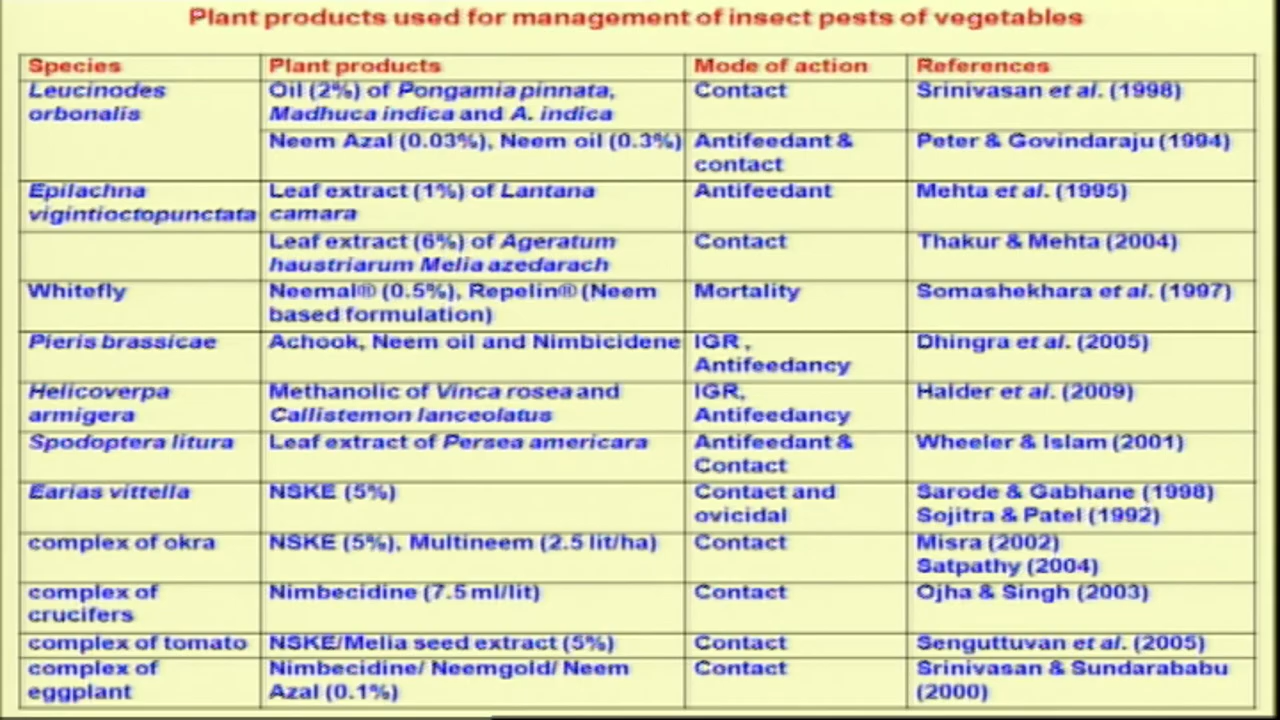 Plant products used for management of insect pests of vegetables
Species Plant products Mode of action References
Leucinodes orbonalis Oil (2%) of Pongamia pinnata, Madhuca indica and A. indica Contact Srinivasan et al. (1998)
Neem Azal (0.03%), Neem oil (0.3%) Antifeedant & contact Peter & Govindaraju (1994)
Epilachna vigintioctopunctata Leaf extract (1%) of Lantana camara Antifeedant Mehta et al. (1995)
Leaf extract (6%) of Ageratum haustriarum Melia azedarach Contact Thakur & Mehta (2004)
Whitefly Neemal® (0.5%), Repelin® (Neem based formulation) Mortality Somashekhara et al. (1997)
Pieris brassicae Achook, Neem oil and Nimbicidene IGR , Antifeedancy Dhingra et al. (2005)
Helicoverpa armigera Methanolic of Vinca rosea and Callistemon lanceolatus IGR, Antifeedancy Halder et al. (2009)
Spodoptera litura Leaf extract of Persea americara Antifeedant & Contact Wheeler & Islam (2001)
Earias vittella NSKE (5%) Contact and ovicidal Sarode & Gabhane (1998) Sojitra & Patel (1992)
complex of okra NSKE (5%), Multineem (2.5 lit/ha) Contact Misra (2002) Satpathy (2004)
complex of crucifers Nimbecidine (7.5 ml/lit) Contact Ojha & Singh (2003)
complex of tomato NSKE/Melia seed extract (5%) Contact Senguttuvan et al. (2005)
complex of eggplant Nimbecidine/ Neemgold/ Neem Azal (0.1%) Contact Srinivasan & Sundarababu (2000)